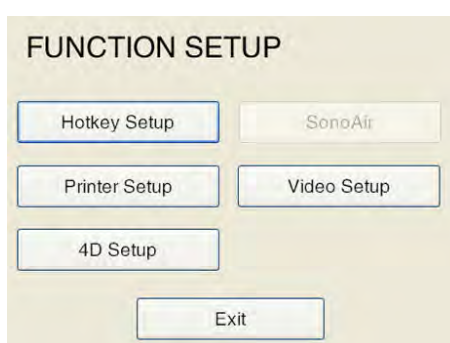 FUNCTION SETUP
Hotkey Setup SonoAir
Printer Setup Video Setup
4D Setup
Exit